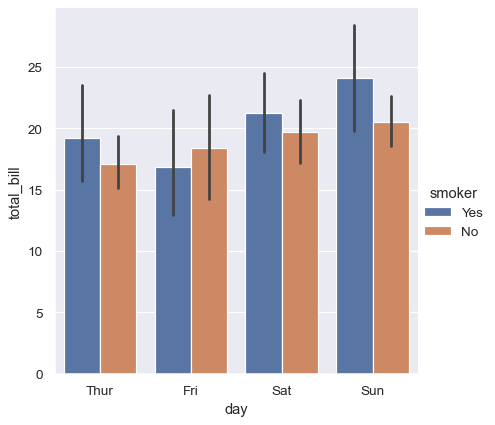 25
20
15
10
5
0
total_bill
Thur Fri Sat Sun
day
smoker
Yes
No